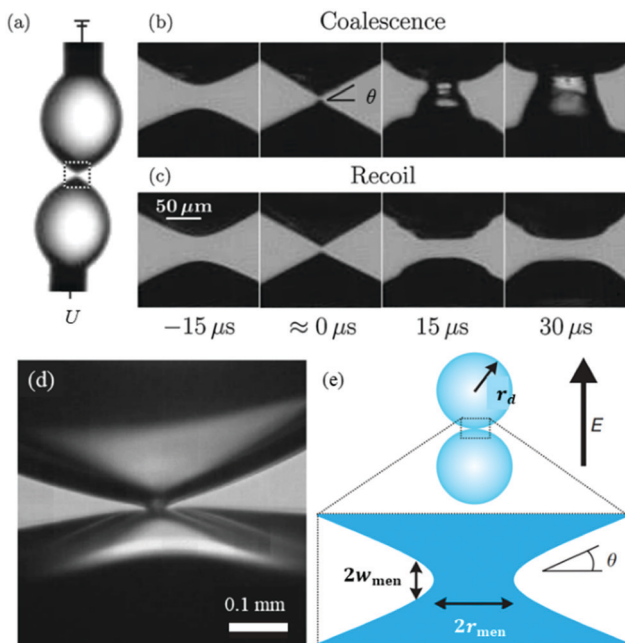 (a)
U
(b)
Coalescence
θ
(c)
Recoil
50 μm
−15 μs
≈ 0 μs
15 μs
30 μs
(d)
0.1 mm
(e)
r_d
E
2w_men
2r_men
θ